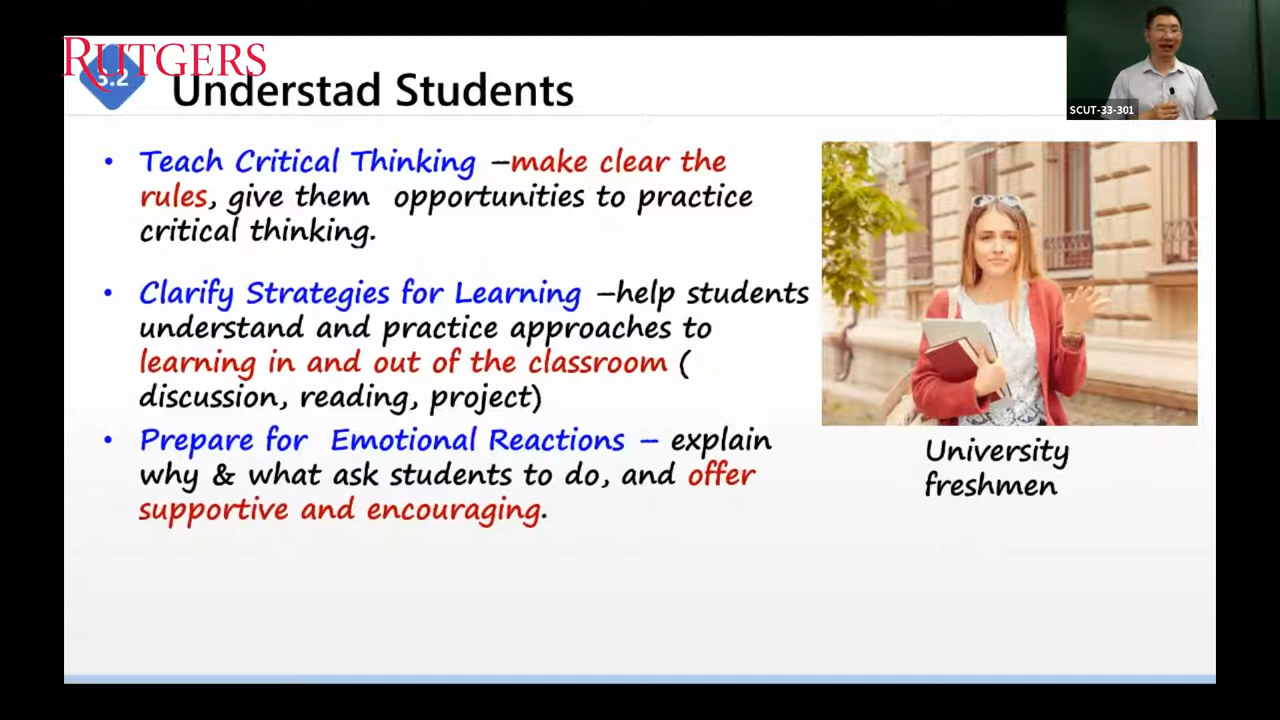 RUTGERS
3.2
Understad Students
SCUT-33-301
• Teach Critical Thinking –make clear the
rules, give them opportunities to practice
critical thinking.
• Clarify Strategies for Learning –help students
understand and practice approaches to
learning in and out of the classroom (
discussion, reading, project)
• Prepare for Emotional Reactions – explain
why & what ask students to do, and offer
supportive and encouraging.
University
freshmen